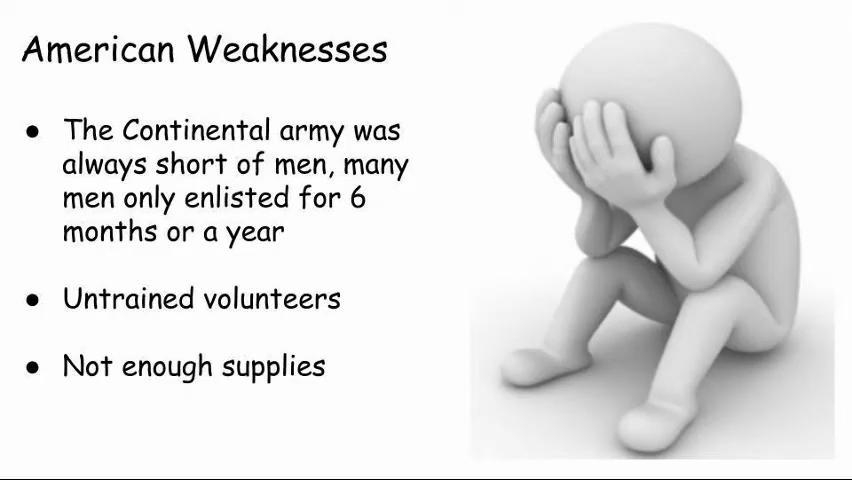 American Weaknesses
● The Continental army was
always short of men, many
men only enlisted for 6
months or a year
● Untrained volunteers
● Not enough supplies